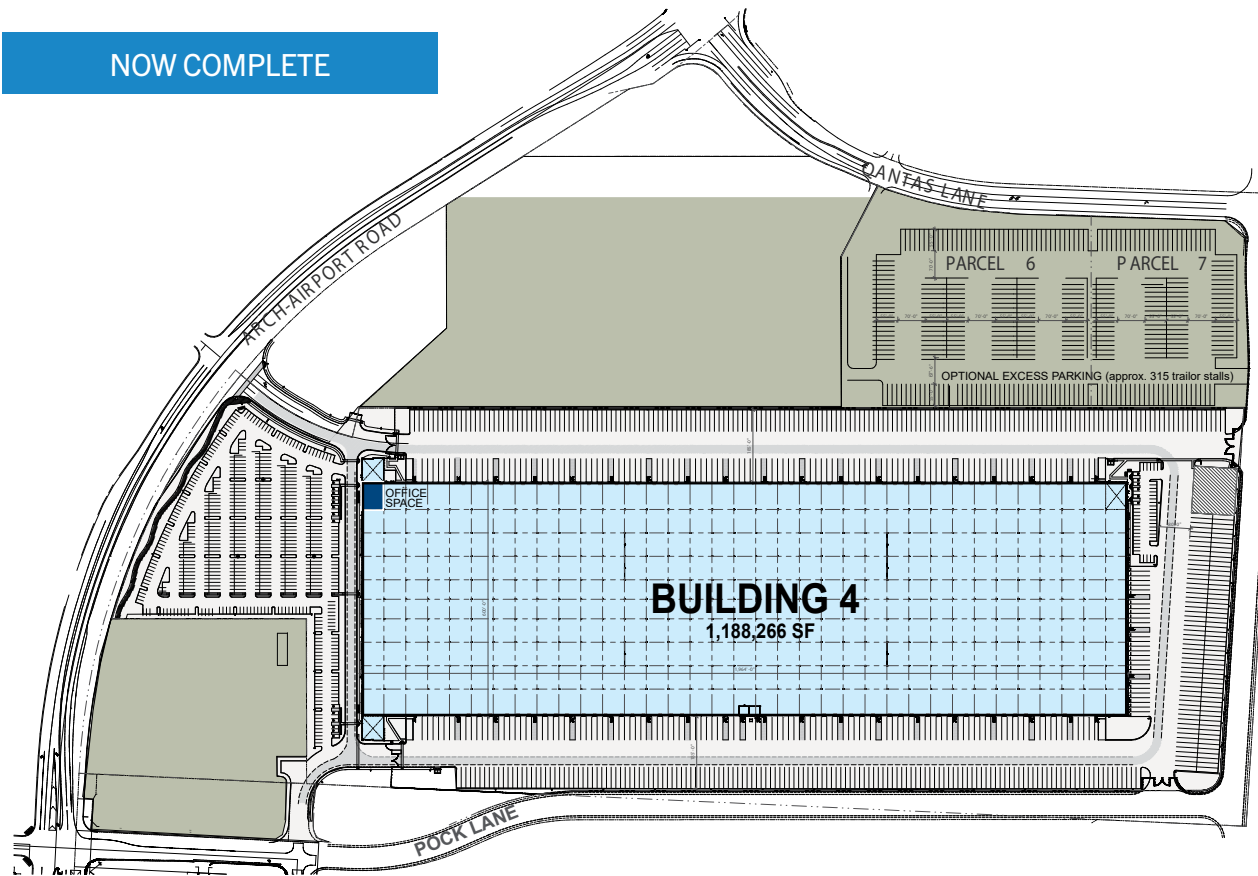 NOW COMPLETE
QANTAS LANE
ARCH-AIRPORT ROAD
PARCEL 6
PARCEL 7
OPTIONAL EXCESS PARKING (approx. 315 trailor stalls)
OFFICE
SPACE
BUILDING 4
1,188,266 SF
POCK LANE